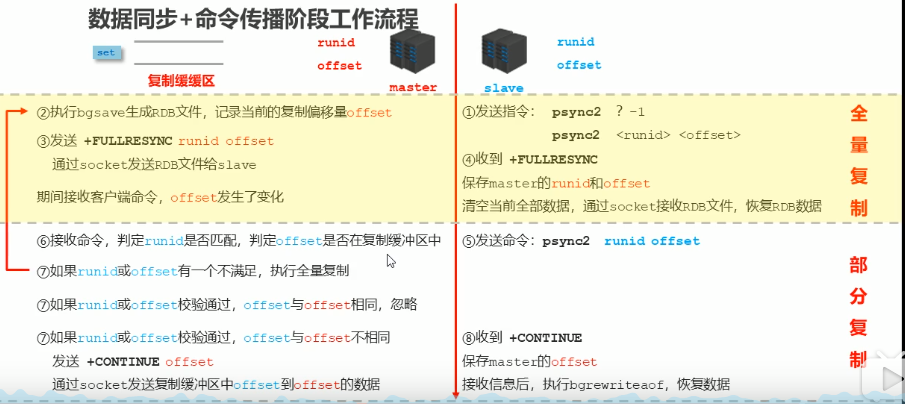 数据同步+命令传播阶段工作流程
set
复制缓缓区
runid
offset
master
slave
runid
offset
②执行bgsave生成RDB文件，记录当前的复制偏移量offset
③发送 +FULLRESYNC runid offset
通过socket发送RDB文件给slave
期间接收客户端命令，offset发生了变化
①发送指令： psync2 ? -1
psync2 <runid> <offset>
④收到 +FULLRESYNC
保存master的runid和offset
清空当前全部数据，通过socket接收RDB文件，恢复RDB数据
全量复制
⑥接收命令，判定runid是否匹配，判定offset是否在复制缓冲区中
⑦如果runid或offset有一个不满足，执行全量复制
⑦如果runid或offset校验通过，offset与offset相同，忽略
⑦如果runid或offset校验通过，offset与offset不相同
发送 +CONTINUE offset
通过socket发送复制缓冲区中offset到offset的数据
⑤发送命令：psync2 runid offset
⑧收到 +CONTINUE
保存master的offset
接收信息后，执行bgrewriteaof，恢复数据
部分复制